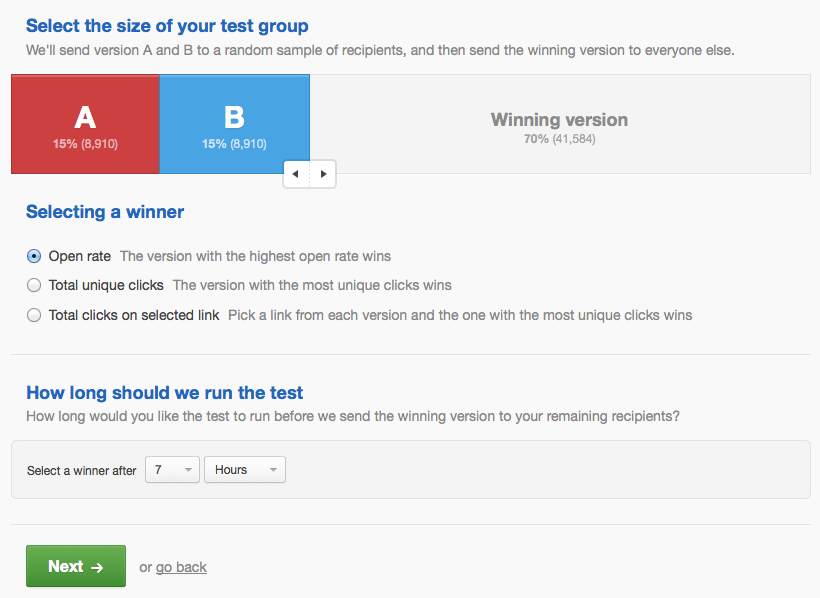 Select the size of your test group
We'll send version A and B to a random sample of recipients, and then send the winning version to everyone else.
A
15% (8,910)
B
15% (8,910)
Winning version
70% (41,584)
Selecting a winner
Open rate The version with the highest open rate wins
Total unique clicks The version with the most unique clicks wins
Total clicks on selected link Pick a link from each version and the one with the most unique clicks wins
How long should we run the test
How long would you like the test to run before we send the winning version to your remaining recipients?
Select a winner after 7 Hours
Next → or go back